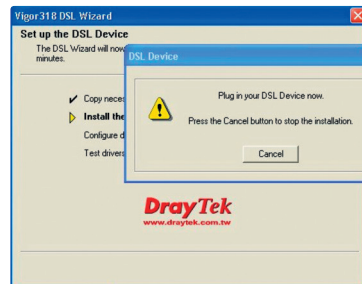 Vigor318 DSL Wizard
Set up the DSL Device
The DSL Wizard will now
minutes.
DSL Device
Plug in your DSL Device now.
Press the Cancel button to stop the installation.
Cancel
Copy neces
Install the
Configure d
Test drivers
DrayTek
www.draytek.com.tw